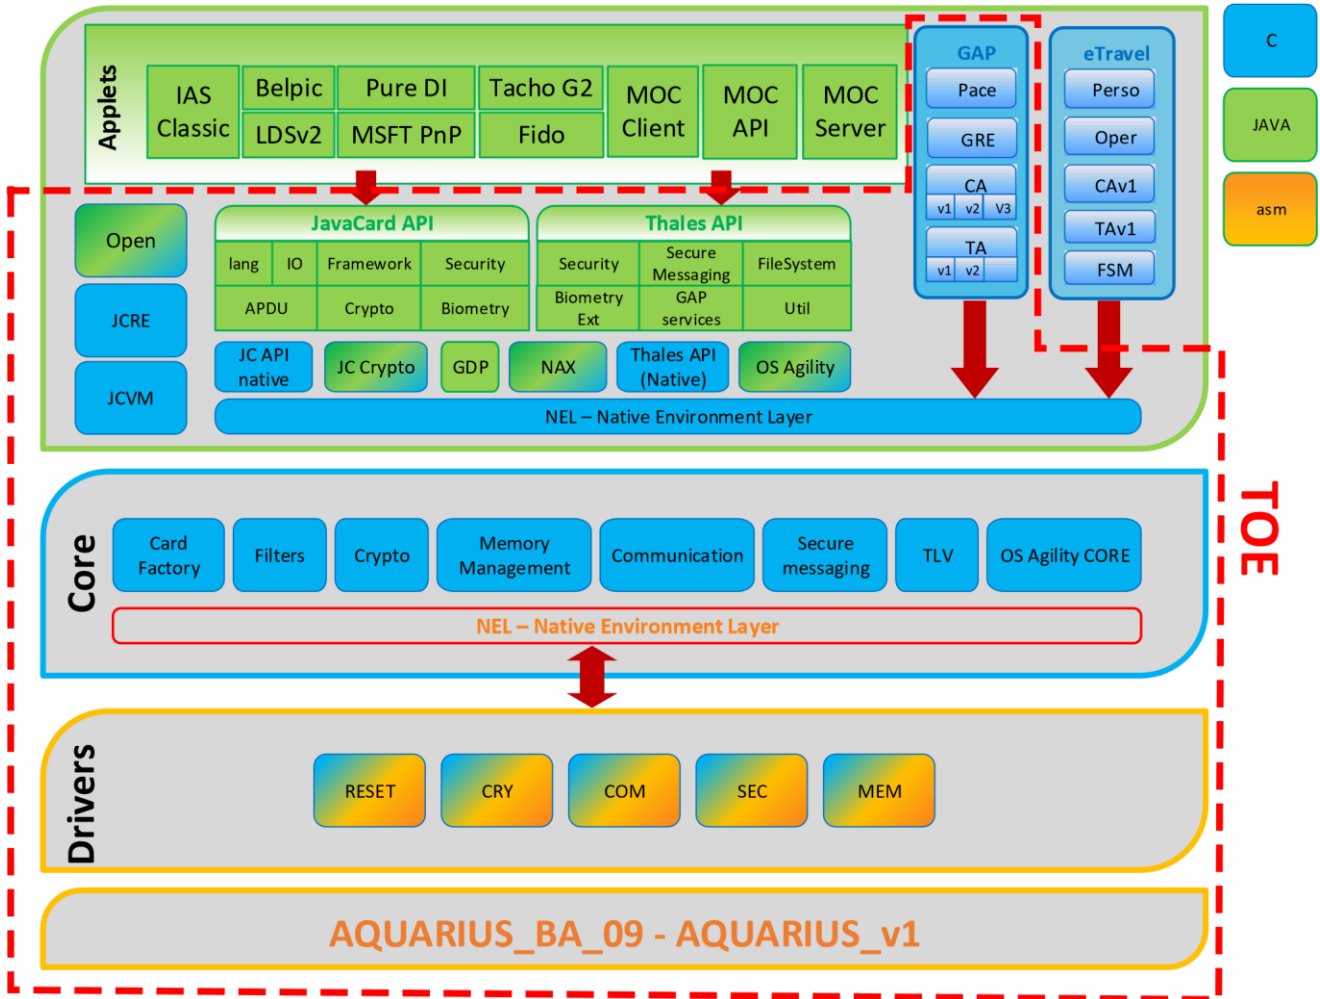 Applets
IAS
Classic
Belpic
LDSv2
Pure DI
MSFT PnP
Tacho G2
Fido
MOC
Client
MOC
API
MOC
Server
GAP
Pace
GRE
CA
v1 v2 V3
TA
v1 v2
eTravel
Perso
Oper
CAv1
TAv1
FSM
C
JAVA
asm
Open
JCRE
JCVM
JavaCard API
lang IO Framework Security
APDU Crypto Biometry
Thales API
Security
Secure
Messaging
FileSystem
Biometry
Ext
GAP
services
Util
JC API
native
JC Crypto
GDP
NAX
Thales API
(Native)
OS Agility
NEL – Native Environment Layer
TOE
Core
Card
Factory
Filters
Crypto
Memory
Management
Communication
Secure
messaging
TLV
OS Agility CORE
NEL – Native Environment Layer
Drivers
RESET
CRY
COM
SEC
MEM
AQUARIUS_BA_09 - AQUARIUS_v1